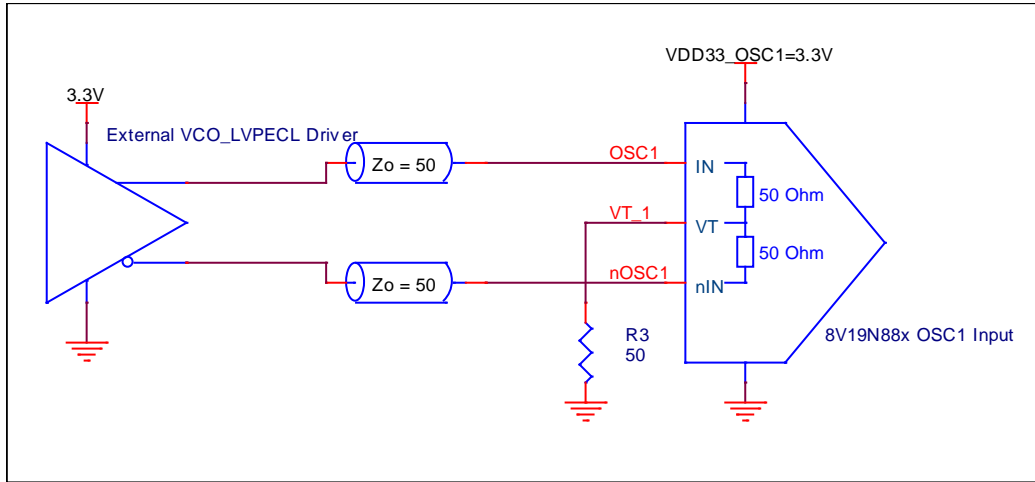 VDD33_OSC1=3.3V
3.3V
External VCO_LVPECL Driver
Zo = 50
OSC1
IN
50 Ohm
VT_1
VT
50 Ohm
Zo = 50
nOSC1
nIN
R3
50
8V19N88x OSC1 Input